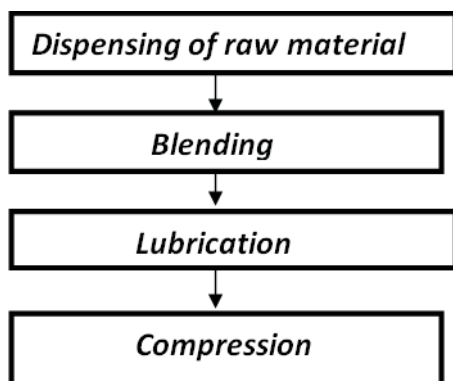 Dispensing of raw material
Blending
Lubrication
Compression